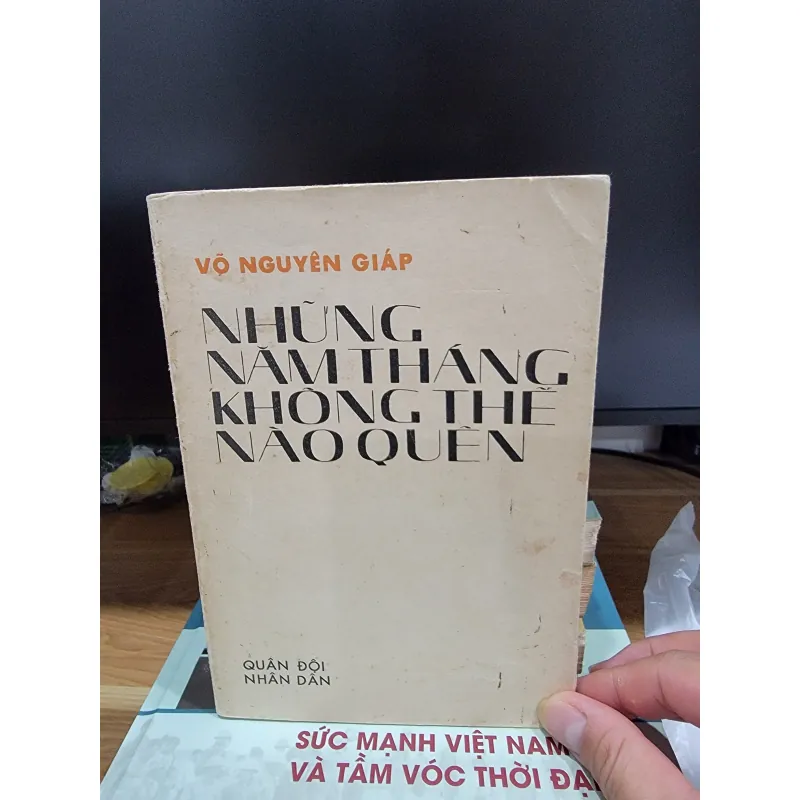 VÕ NGUYÊN GIÁP
NHỮNG
NĂM THÁNG
KHÔNG THỂ
NÀO QUÊN
QUÂN ĐỘI
NHÂN DÂN
SỨC MẠNH VIỆT NAM
VÀ TẦM VÓC THỜI ĐẠI